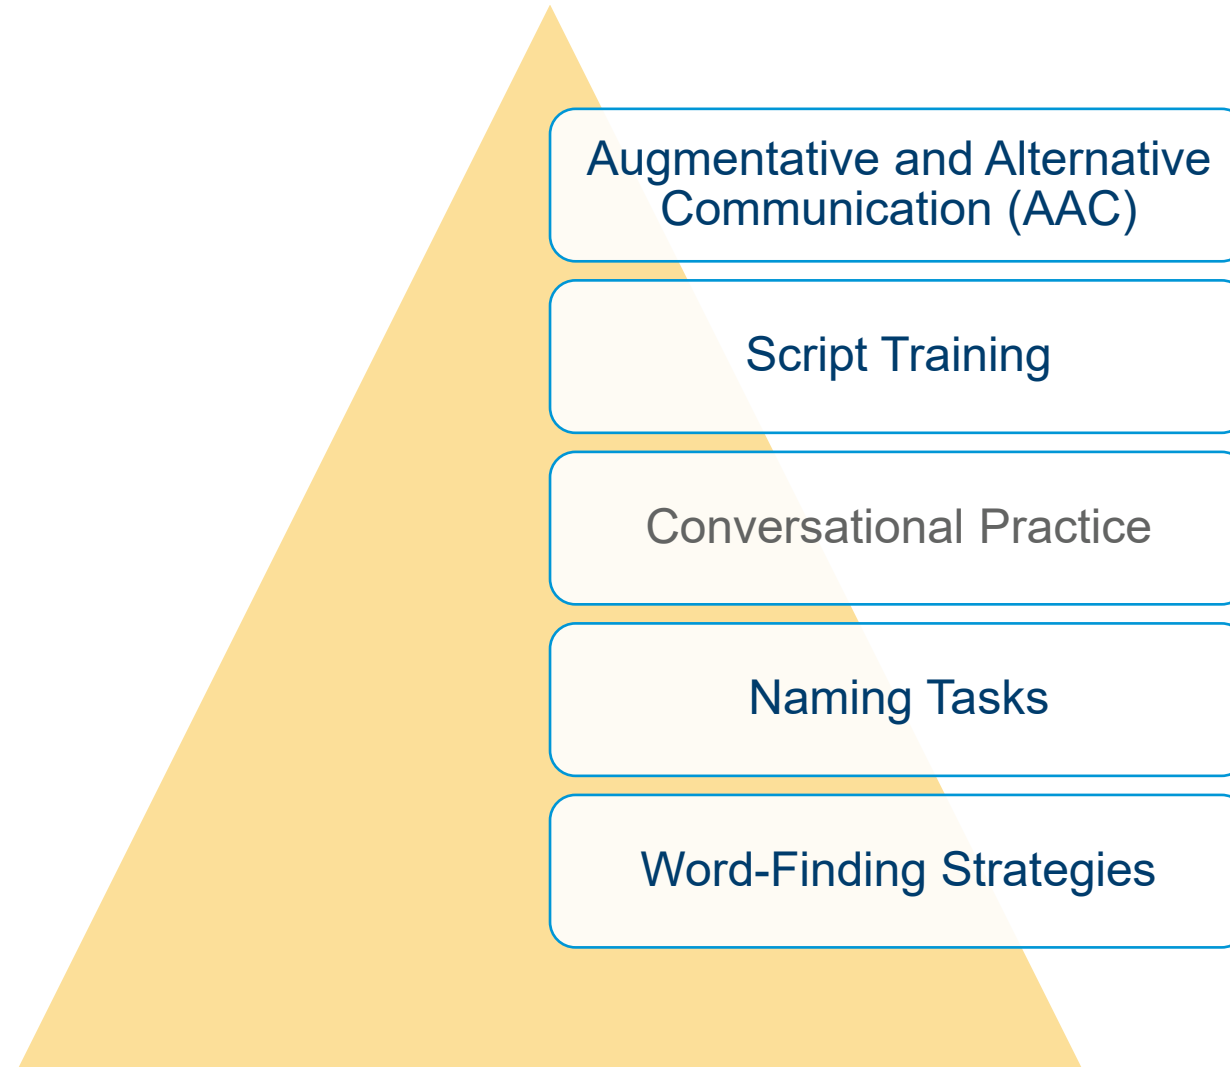 Augmentative and Alternative
Communication (AAC)
Script Training
Conversational Practice
Naming Tasks
Word-Finding Strategies